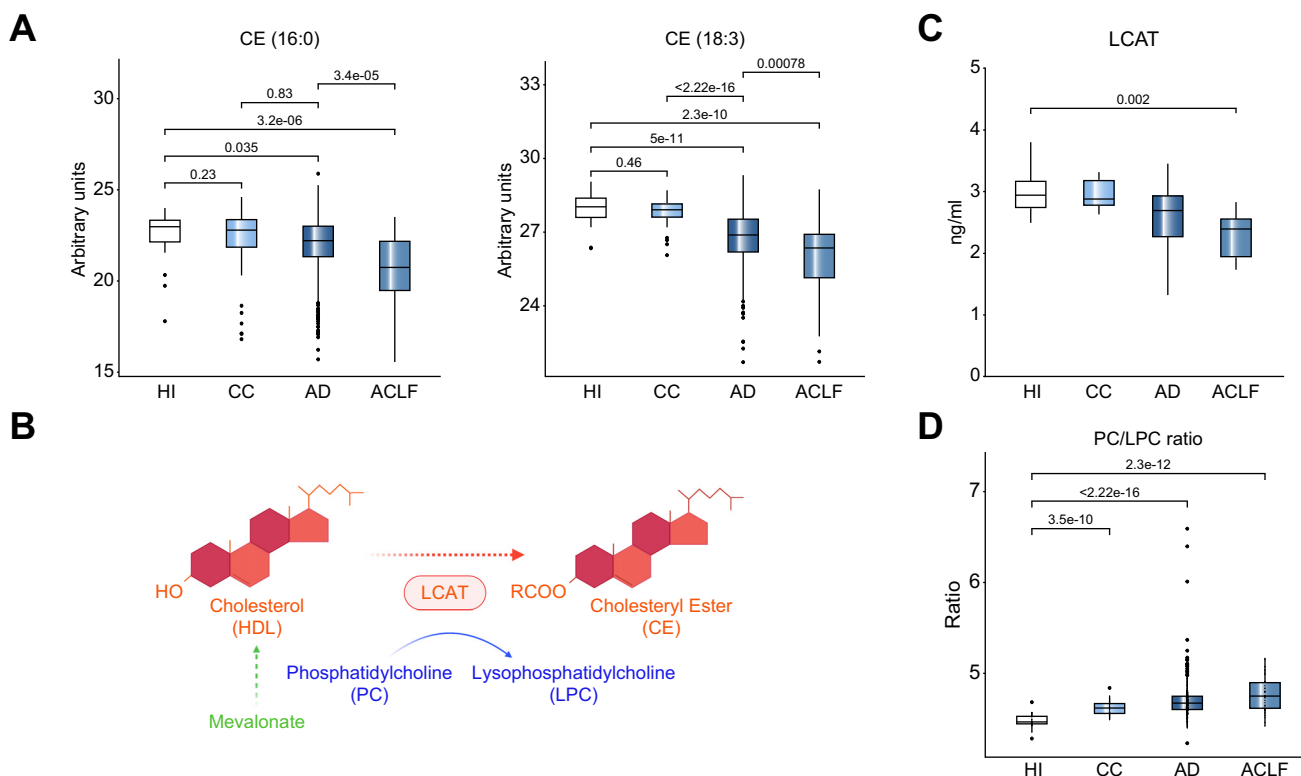 A
CE (16:0)
Arbitrary units
30
25
20
15
3.4e-05
0.83
3.2e-06
0.035
0.23
HI
CC
AD
ACLF
CE (18:3)
Arbitrary units
33
30
27
24
0.00078
<2.22e-16
2.3e-10
5e-11
0.46
HI
CC
AD
ACLF
C
LCAT
ng/ml
5
4
3
2
1
0
0.002
HI
CC
AD
ACLF
B
HO
Cholesterol
(HDL)
LCAT
RCOO
Cholesteryl Ester
(CE)
Phosphatidylcholine
(PC)
Lysophosphatidylcholine
(LPC)
Mevalonate
D
PC/LPC ratio
Ratio
7
6
5
2.3e-12
<2.22e-16
3.5e-10
HI
CC
AD
ACLF